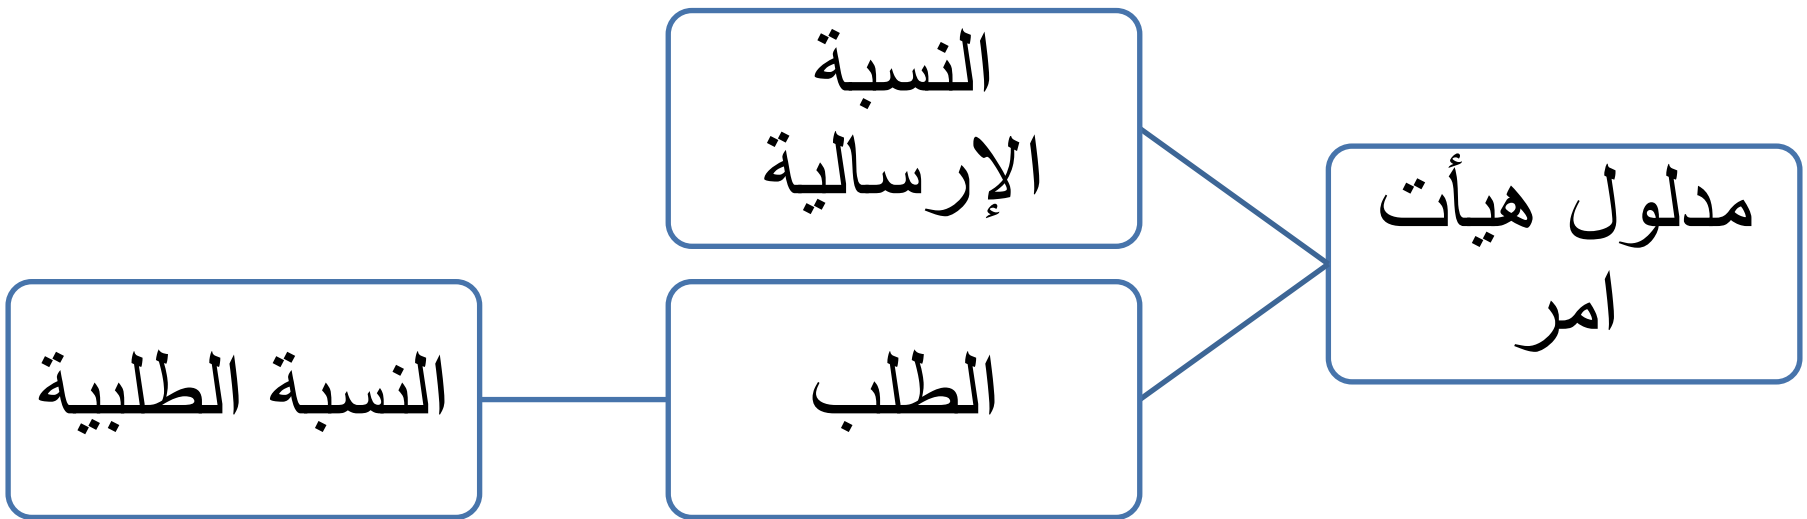 مدلول هيأت
امر
النسبة
الإرسالية
الطلب
النسبة الطلبية